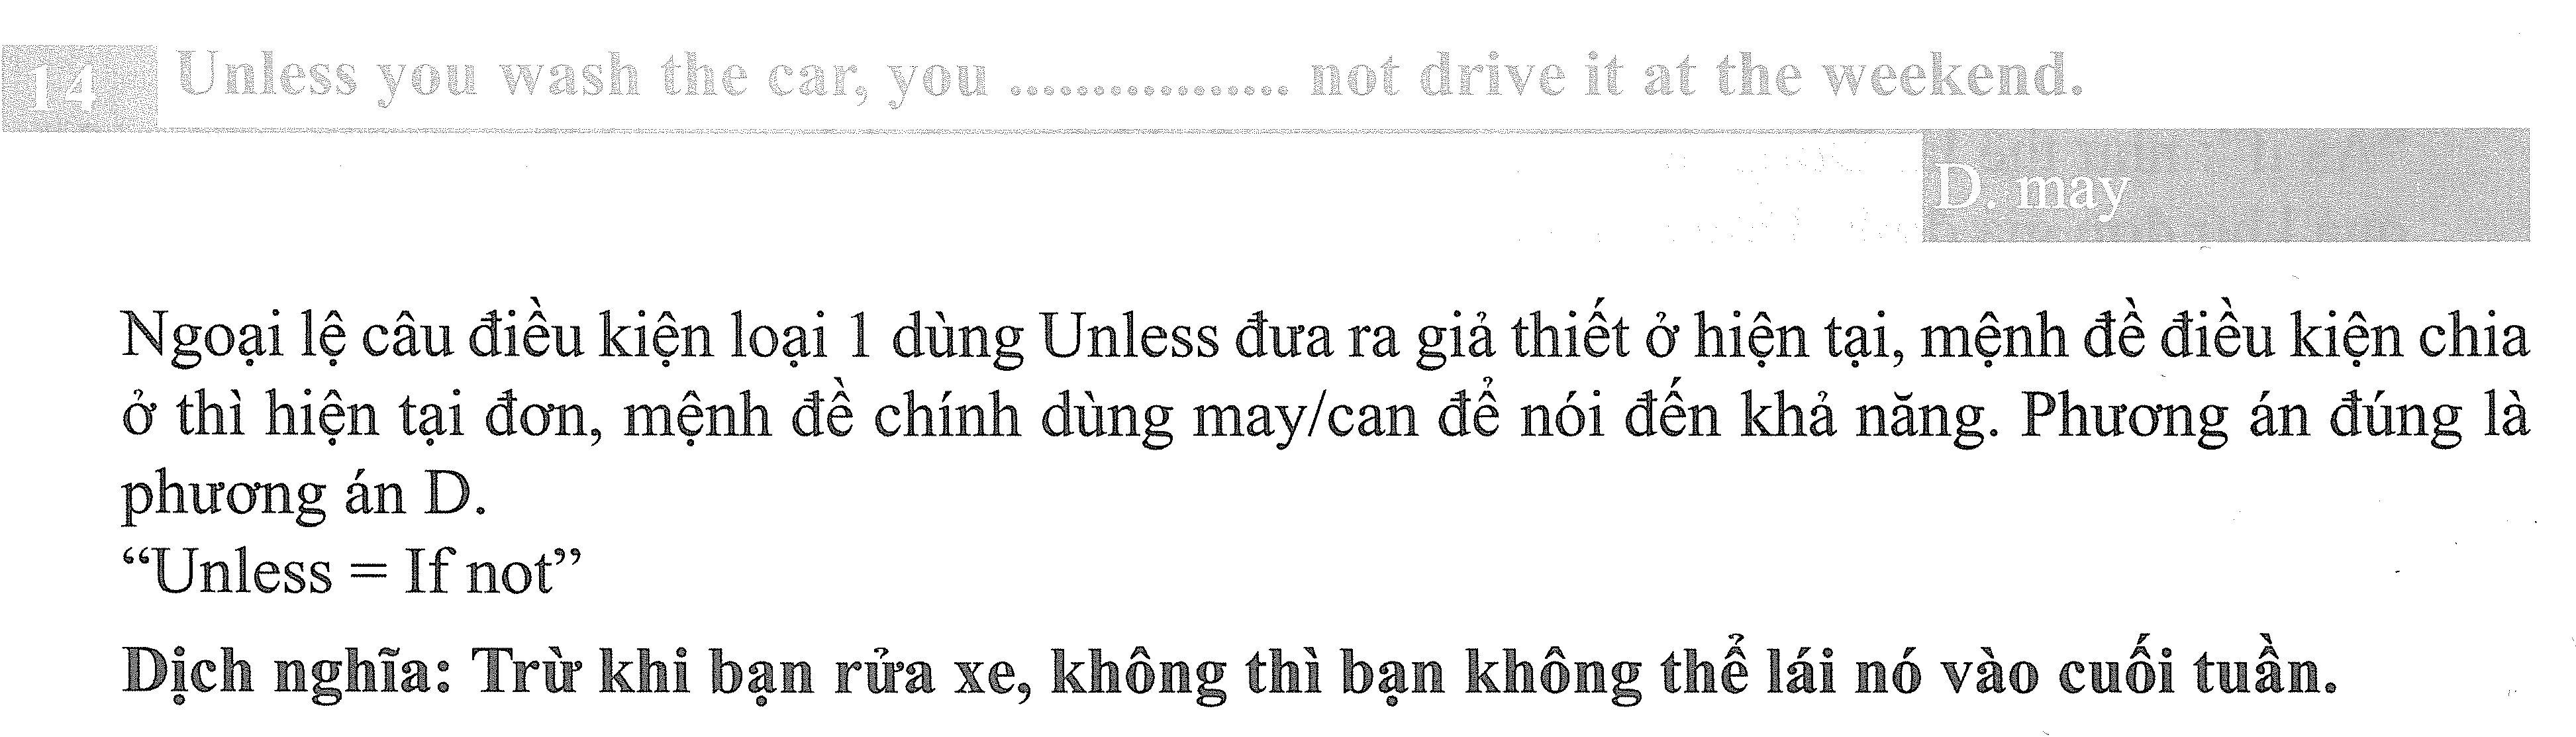 14 Unless you wash the car, you ................. not drive it at the weekend.
D. may
Ngoại lệ câu điều kiện loại 1 dùng Unless đưa ra giả thiết ở hiện tại, mệnh đề điều kiện chia
ở thì hiện tại đơn, mệnh đề chính dùng may/can để nói đến khả năng. Phương án đúng là
phương án D.
“Unless = If not”
Dịch nghĩa: Trừ khi bạn rửa xe, không thì bạn không thể lái nó vào cuối tuần.